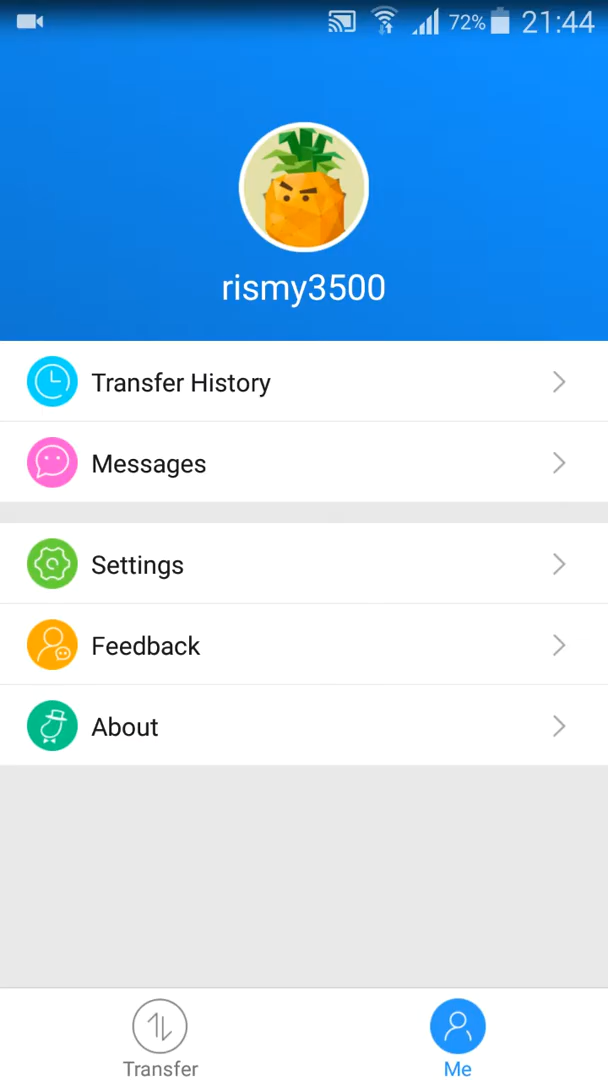 72% 21:44
rismy3500
Transfer History
Messages
Settings
Feedback
About
Transfer
Me